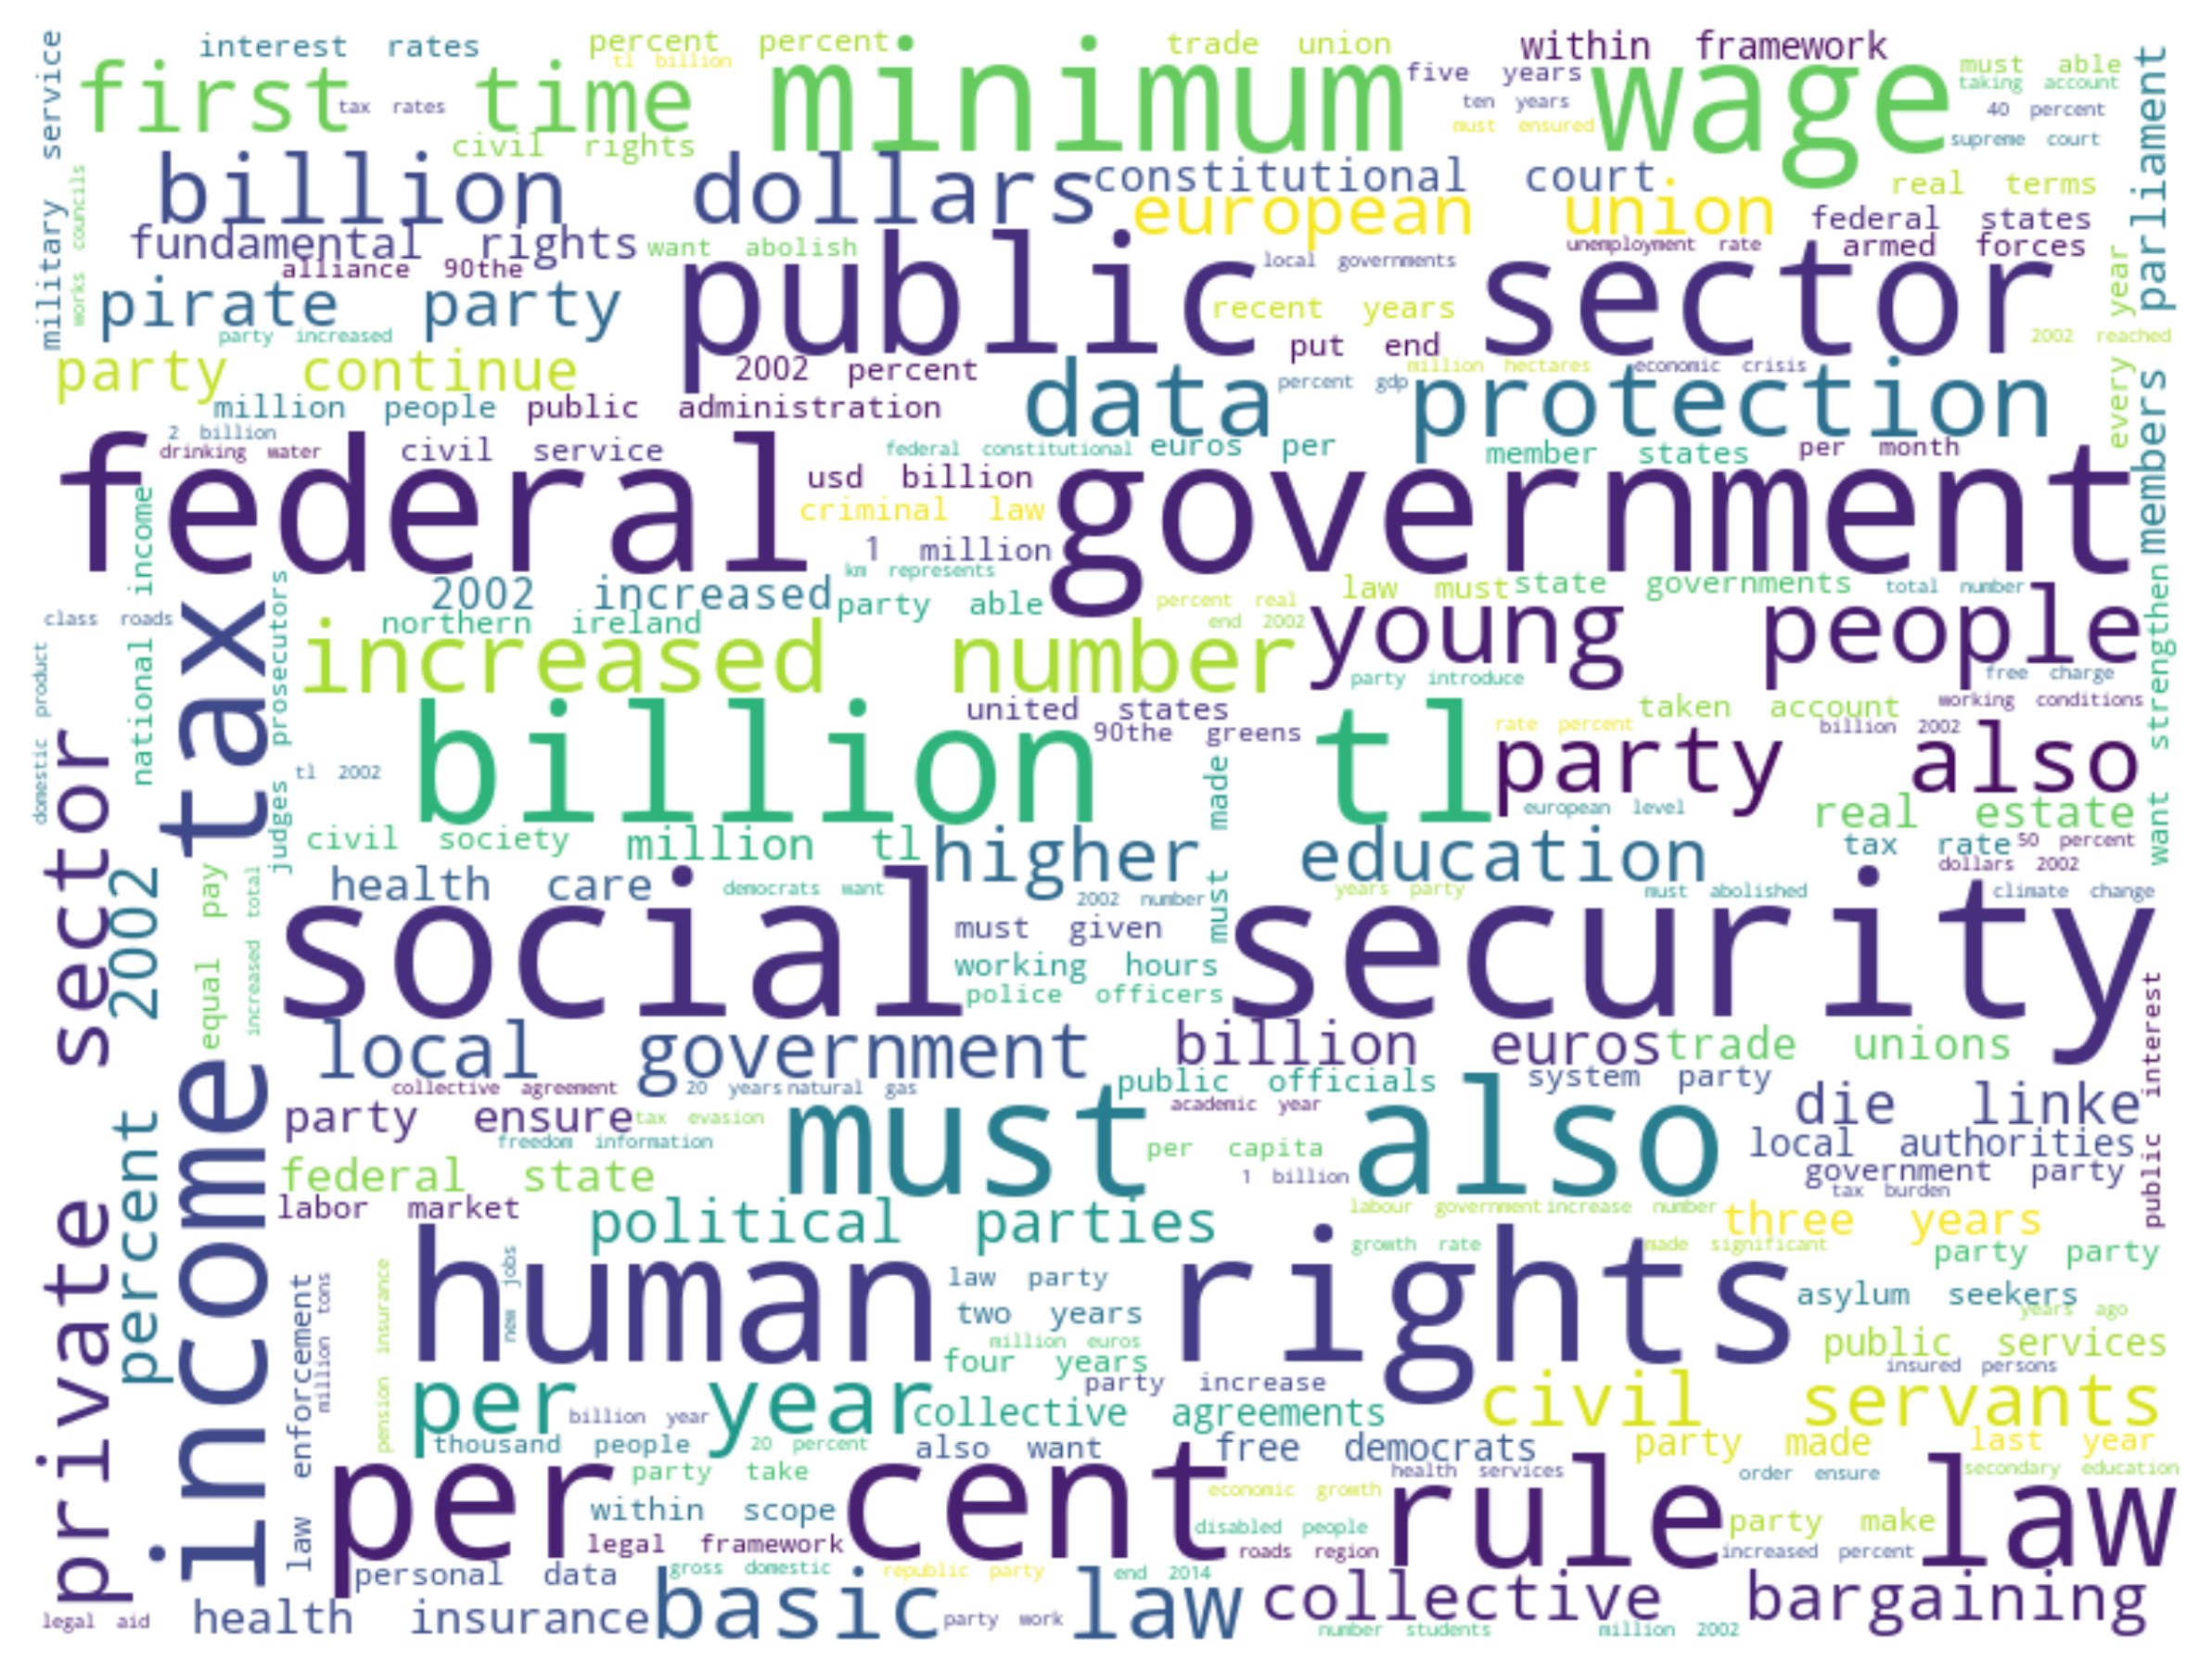 interest rates
percent percent
trade union
within framework
tl billion
first time
minimum wage
five years
must able
taking account
tax rates
ten years
40 percent
must ensured
supreme court
civil rights
military service
works councils
members parliament
billion dollars
constitutional court
real terms
european union
federal states
fundamental rights
want abolish
unemployment rate
armed forces
alliance 90the
public sector
local governments
every year
pirate party
recent years
party increased
put end
2002 reached
party continue
2002 percent
million hectares
economic crisis
data protection
percent gdp
million people
public administration
2 billion
drinking water
civil service
federal constitutional
euros per
member states
per month
federal government
usd billion
criminal law
national income
1 million
km represents
2002 increased
party able
law must
state governments
total number
percent real
end 2002
class roads
northern ireland
judges prosecutors
income tax
want strengthen
increased number
young people
domestic product
party introduce
free charge
united states
90the greens
taken account
working conditions
billion tl
rate percent
billion 2002
party also
private sector
percent 2002
tl 2002
must made
european level
real estate
civil society
million tl
higher education
tax rate
50 percent
dollars 2002
equal pay
increased total
health care
democrats want
2002 number
years party
must abolished
climate change
social security
must given
working hours
police officers
public interest
local government
billion euros
trade unions
collective agreement
20 years
natural gas
public officials
system party
party ensure
tax evasion
academic year
die linke
freedom information
must also
per capita
local authorities
federal state
1 billion
government party
tax burden
labor market
political parties
labour government
increase number
three years
growth rate
made significant
party party
human rights
new jobs
law party
pension insurance
law enforcement
million tons
two years
asylum seekers
years ago
million euros
four years
public services
insured persons
party increase
per year
billion year
collective agreements
civil servants
thousand people
20 percent
also want
free democrats
party made
last year
per cent
party take
health services
order ensure
secondary education
economic growth
rule law
within scope
disabled people
party make
legal framework
roads region
increased percent
personal data
gross domestic
republic party
end 2014
legal aid
health insurance
basic law
party work
collective bargaining
number students
million 2002